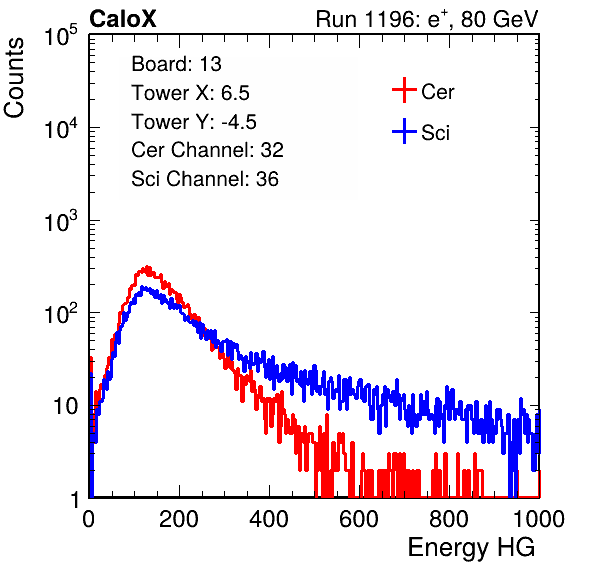 CaloX Run 1196: e+, 80 GeV
Counts
Board: 13
Tower X: 6.5
Tower Y: -4.5
Cer Channel: 32
Sci Channel: 36
Cer
Sci
10^5
10^4
10^3
10^2
10
1
0 200 400 600 800 1000
Energy HG